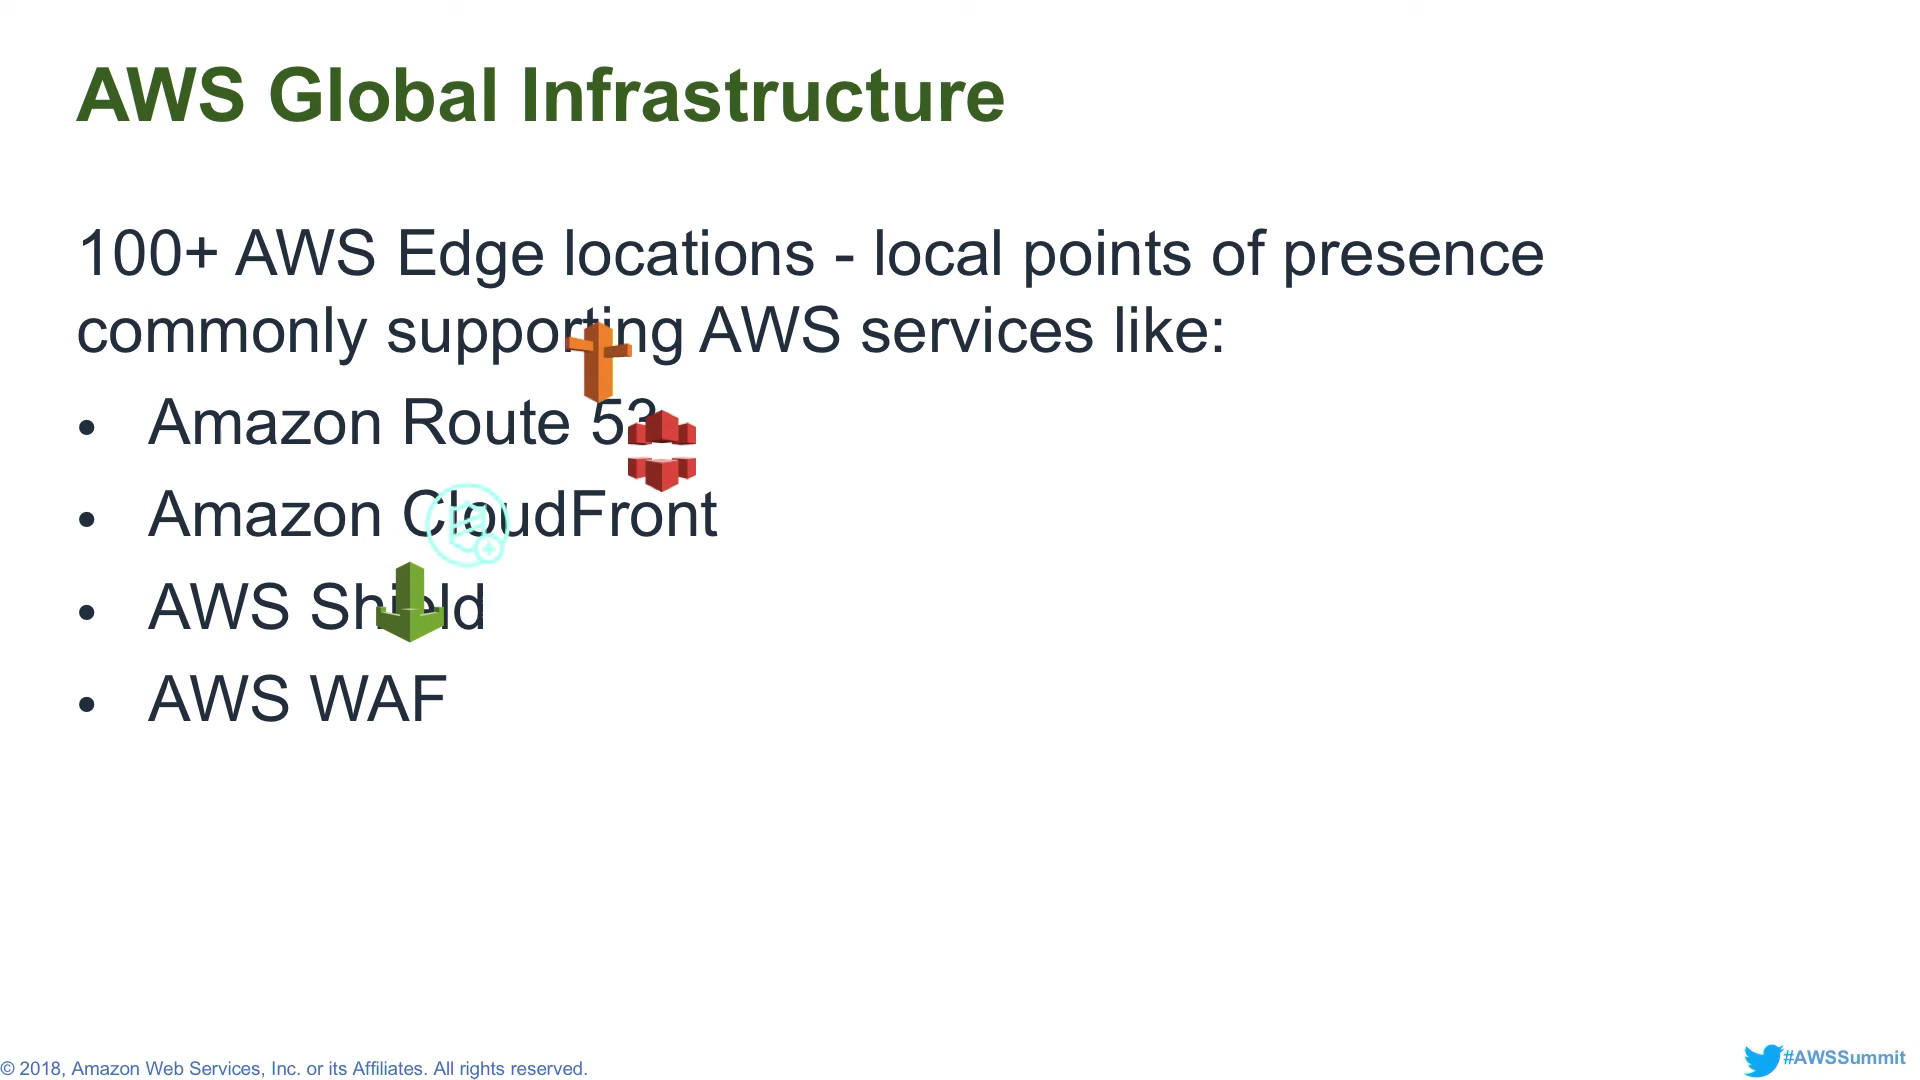 AWS Global Infrastructure
100+ AWS Edge locations - local points of presence
commonly supporting AWS services like:
• Amazon Route 53
• Amazon CloudFront
• AWS Shield
• AWS WAF
© 2018, Amazon Web Services, Inc. or its Affiliates. All rights reserved.
#AWSSummit